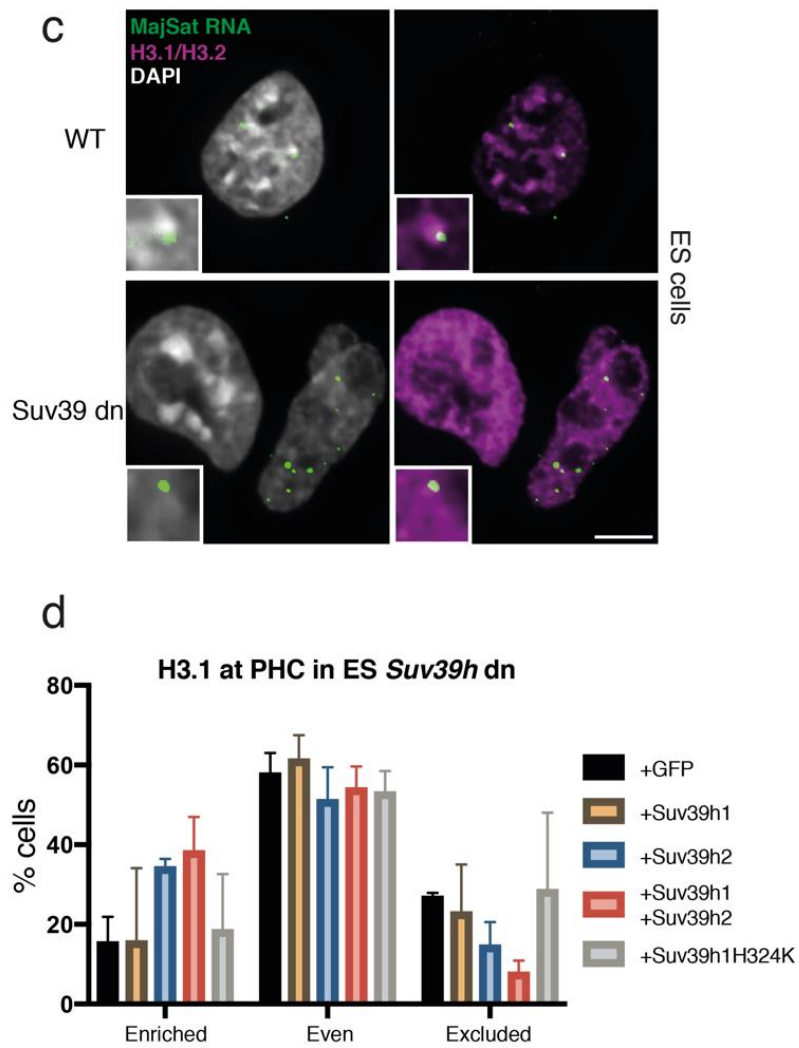 c
MajSat RNA
H3.1/H3.2
DAPI
WT
ES cells
Suv39 dn
d
H3.1 at PHC in ES Suv39h dn
% cells
80
60
40
20
0
Enriched
Even
Excluded
+GFP
+Suv39h1
+Suv39h2
+Suv39h1
+Suv39h2
+Suv39h1H324K